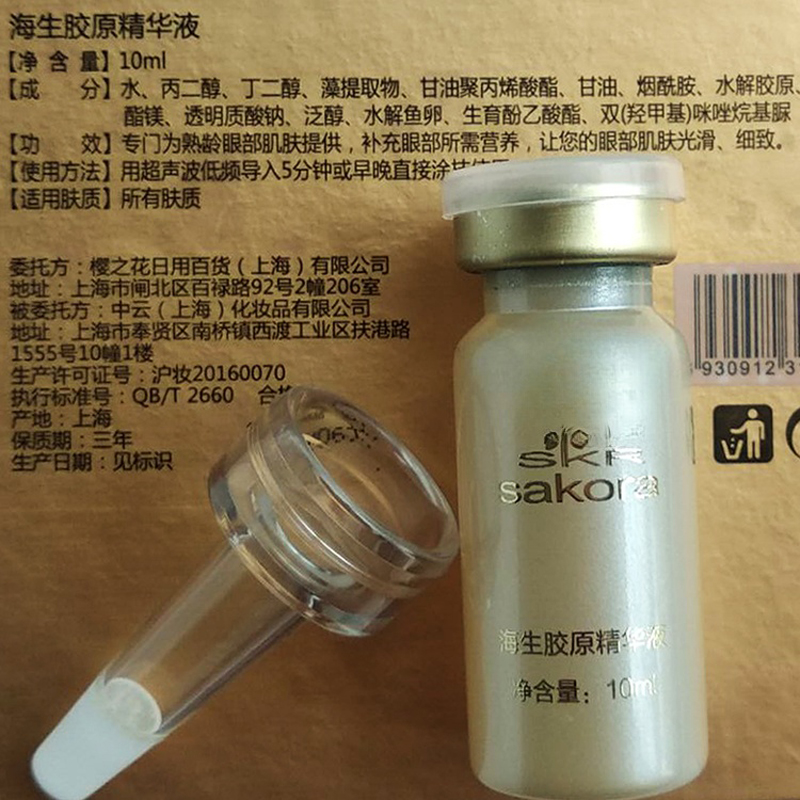 海生胶原精华液
【净 含 量】10ml
【成 分】水、丙二醇、丁二醇、藻提取物、甘油聚丙烯酸酯、甘油、烟酰胺、水解胶原、
酯镁、透明质酸钠、泛醇、水解鱼卵、生育酚乙酸酯、双(羟甲基)咪唑烷基脲
【功 效】专门为熟龄眼部肌肤提供，补充眼部所需营养，让您的眼部肌肤光滑、细致。
【使用方法】用超声波低频导入5分钟或早晚直接涂抹
【适用肤质】所有肤质
委托方：樱之花日用百货（上海）有限公司
地址：上海市闸北区百禄路92号2幢206室
被委托方：中云（上海）化妆品有限公司
地址：上海市奉贤区南桥镇西渡工业区扶港路
1555号10幢1楼
生产许可证号：沪妆20160070
执行标准号：QB/T 2660 合格
产地：上海
保质期：三年
生产日期：见标识
930912 3
skr
sakora
海生胶原精华液
净含量：10ml